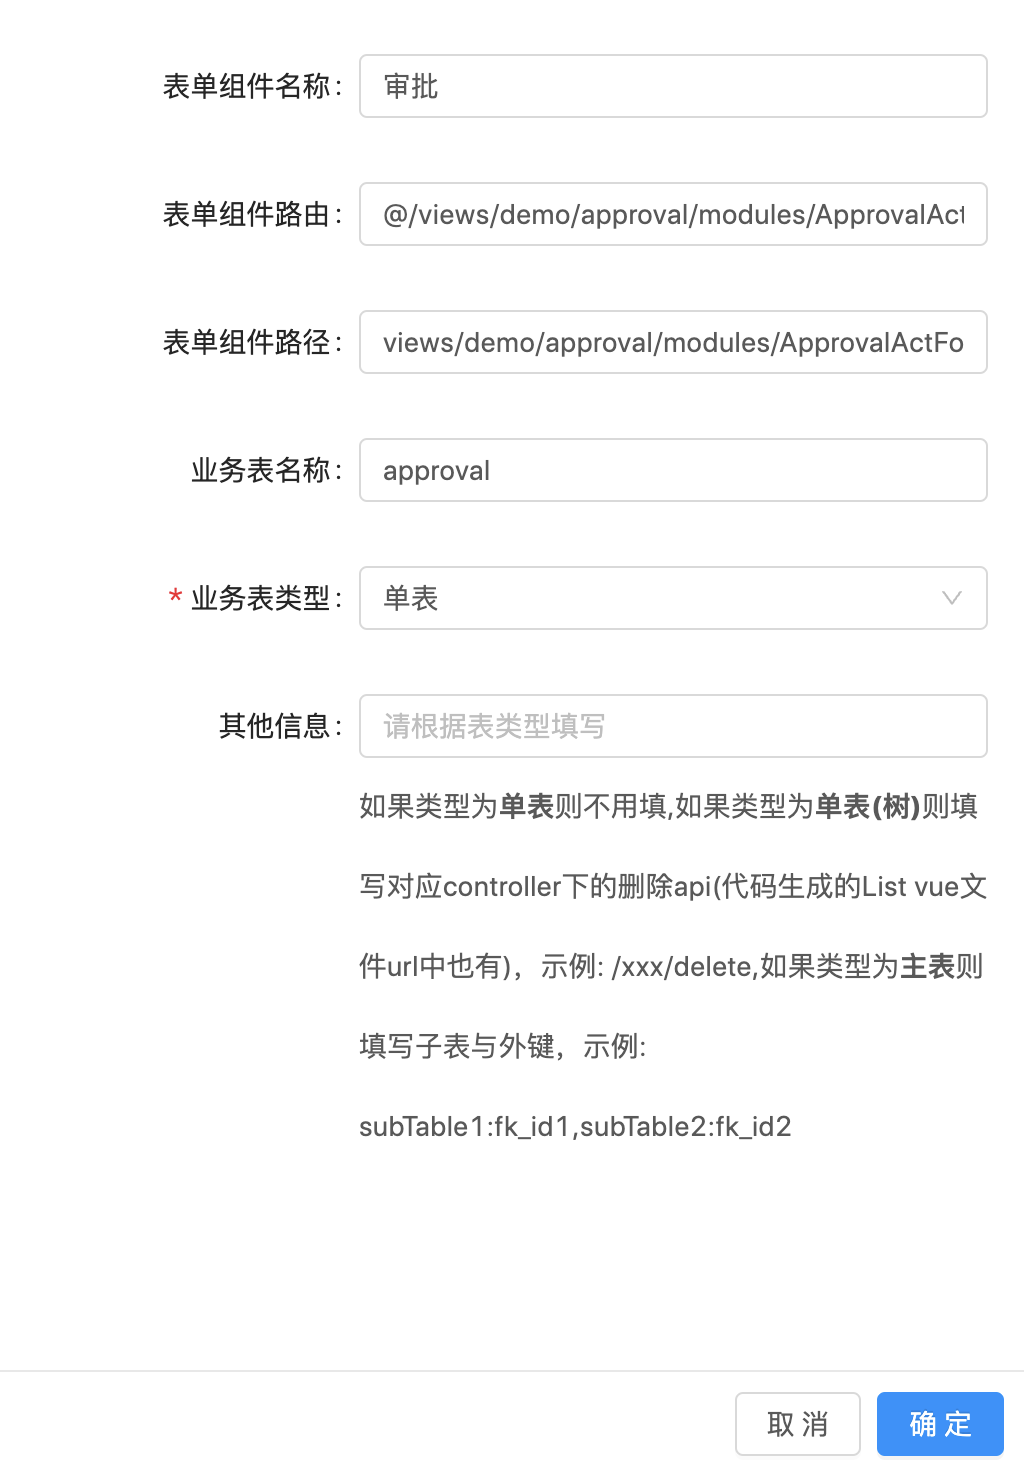 表单组件名称: 审批
表单组件路由: @/views/demo/approval/modules/ApprovalAct
表单组件路径: views/demo/approval/modules/ApprovalActFo
业务表名称: approval
* 业务表类型: 单表
其他信息: 请根据表类型填写
如果类型为单表则不用填,如果类型为单表(树)则填
写对应controller下的删除api(代码生成的List vue文
件url中也有)，示例: /xxx/delete,如果类型为主表则
填写子表与外键，示例:
subTable1:fk_id1,subTable2:fk_id2
取 消 确 定